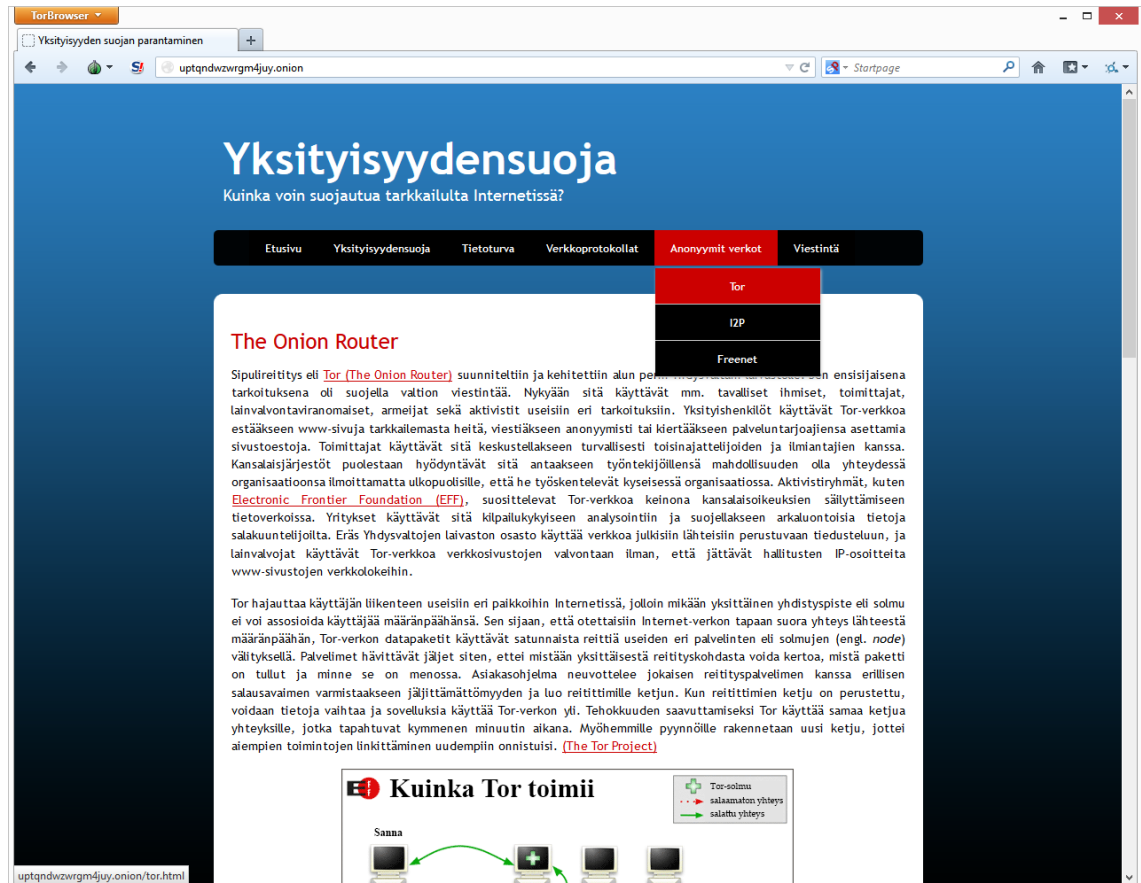 TorBrowser
Yksityisyyden suojan parantaminen
uptqndwzwrgm4juy.onion
Startpage
Yksityisyydensuoja
Kuinka voin suojautua tarkkailulta Internetissä?
Etusivu Yksityisyydensuoja Tietoturva Verkkoprotokollat Anonyymit verkot Viestintä
Tor
I2P
Freenet
The Onion Router
Sipulireititys eli Tor (The Onion Router) suunniteltiin ja kehitettiin alun perin Yhdysvaltain laivastolle. Sen ensisijaisena
tarkoituksena oli suojella valtion viestintää. Nykyään sitä käyttävät mm. tavalliset ihmiset, toimittajat,
lainvalvontaviranomaiset, armeijat sekä aktivistit useisiin eri tarkoituksiin. Yksityishenkilöt käyttävät Tor-verkkoa
estääkseen www-sivuja tarkkailemasta heitä, viestiäkseen anonyymisti tai kiertääkseen palveluntarjoajiensa asettamia
sivustoestoja. Toimittajat käyttävät sitä keskustellakseen turvallisesti toisinajattelijoiden ja ilmiantajien kanssa.
Kansalaisjärjestöt puolestaan hyödyntävät sitä antaakseen työntekijöillensä mahdollisuuden olla yhteydessä
organisaatioonsa ilmoittamatta ulkopuolisille, että he työskentelevät kyseisessä organisaatiossa. Aktivistiryhmät, kuten
Electronic Frontier Foundation (EFF), suosittelevat Tor-verkkoa keinona kansalaisoikeuksien säilyttämiseen
tietoverkoissa. Yritykset käyttävät sitä kilpailukykyiseen analysointiin ja suojellakseen arkaluontoisia tietoja
salakuuntelijoilta. Eräs Yhdysvaltojen laivaston osasto käyttää verkkoa julkisiin lähteisiin perustuvaan tiedusteluun, ja
lainvalvojat käyttävät Tor-verkkoa verkkosivustojen valvontaan ilman, että jättävät hallitusten IP-osoitteita
www-sivustojen verkkolokeihin.
Tor hajauttaa käyttäjän liikenteen useisiin eri paikkoihin Internetissä, jolloin mikään yksittäinen yhdistyspiste eli solmu
ei voi assosioida käyttäjää määränpäähänsä. Sen sijaan, että otettaisiin Internet-verkon tapaan suora yhteys lähteestä
määränpäähän, Tor-verkon datapaketit käyttävät satunnaista reittiä useiden eri palvelinten eli solmujen (engl. node)
välityksellä. Palvelimet hävittävät jäljet siten, ettei mistään yksittäisestä reitityskohdasta voida kertoa, mistä paketti
on tullut ja minne se on menossa. Asiakasohjelma neuvottelee jokaisen reitityspalvelimen kanssa erillisen
salausavaimen varmistaakseen jäljittämättömyyden ja luo reitittimille ketjun. Kun reitittimien ketju on perustettu,
voidaan tietoja vaihtaa ja sovelluksia käyttää Tor-verkon yli. Tehokkuuden saavuttamiseksi Tor käyttää samaa ketjua
yhteyksille, jotka tapahtuvat kymmenen minuutin aikana. Myöhemmille pyynnöille rakennetaan uusi ketju, jottei
aiempien toimintojen linkittäminen uudempiin onnistuisi. (The Tor Project)
EFF Kuinka Tor toimii
Tor-solmu
salaamaton yhteys
salattu yhteys
Sanna
uptqndwzwrgm4juy.onion/tor.html